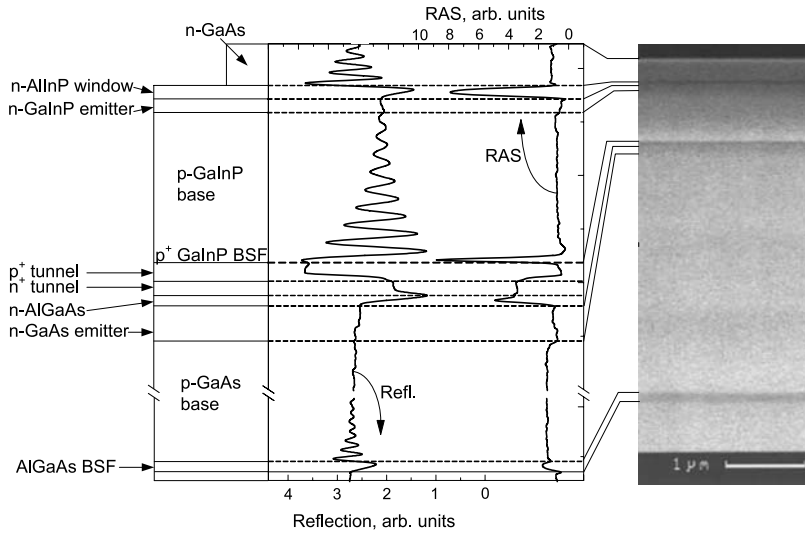 RAS, arb. units
10 8 6 4 2 0
n-GaAs
n-AlInP window
n-GaInP emitter
RAS
p-GaInP
base
p+ GaInP BSF
p+ tunnel
n+ tunnel
n-AlGaAs
n-GaAs emitter
p-GaAs
base
Refl.
AlGaAs BSF
1 µm
4 3 2 1 0
Reflection, arb. units